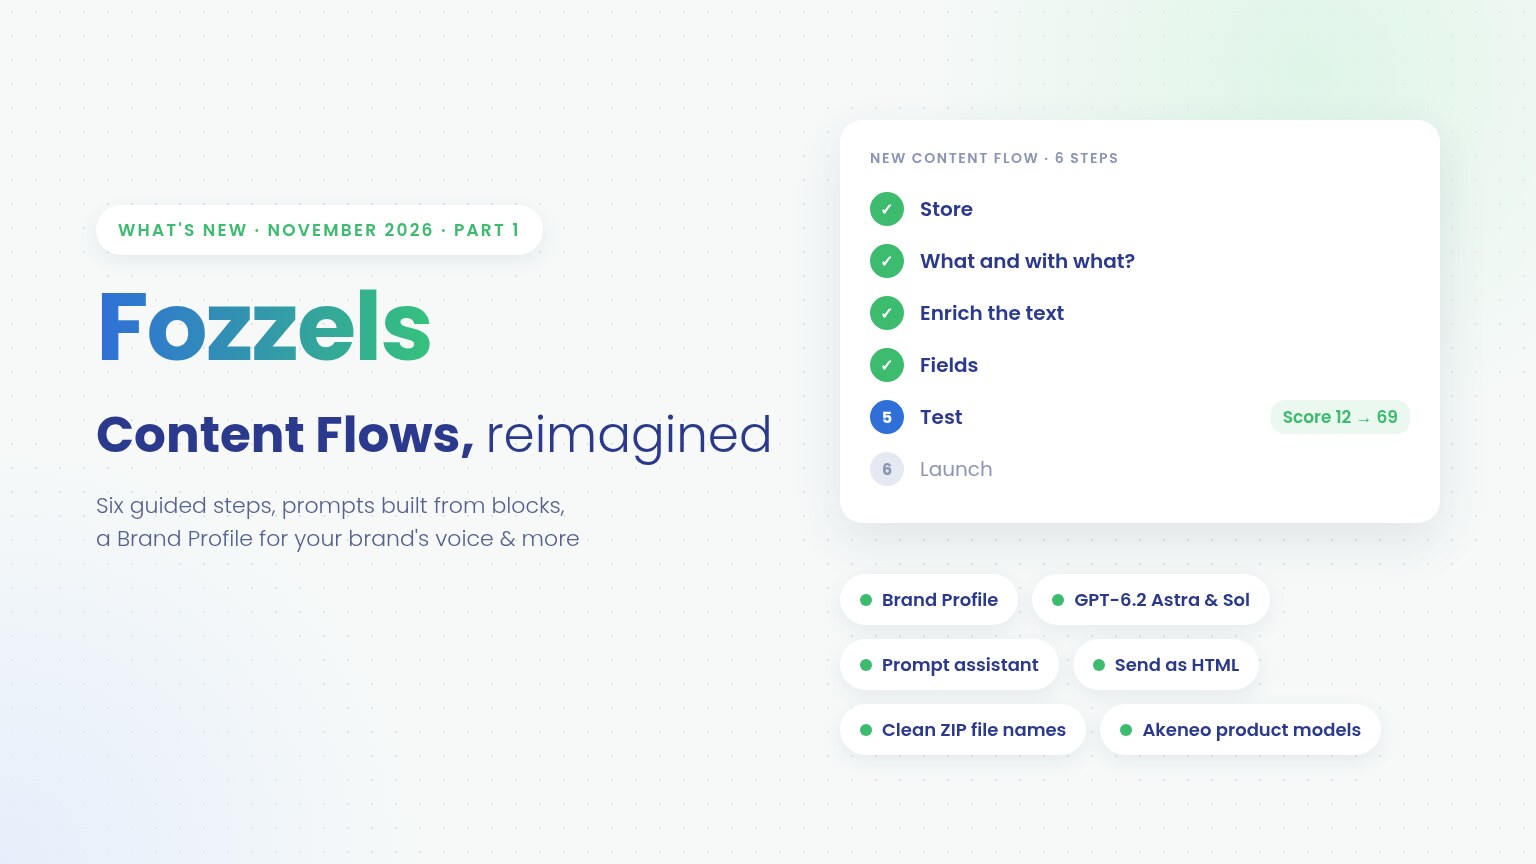 WHAT'S NEW · NOVEMBER 2026 · PART 1
Fozzels
Content Flows, reimagined
Six guided steps, prompts built from blocks,
a Brand Profile for your brand's voice & more
NEW CONTENT FLOW · 6 STEPS
✓ Store
✓ What and with what?
✓ Enrich the text
✓ Fields
5 Test Score 12 → 69
6 Launch
Brand Profile
GPT-6.2 Astra & Sol
Prompt assistant
Send as HTML
Clean ZIP file names
Akeneo product models